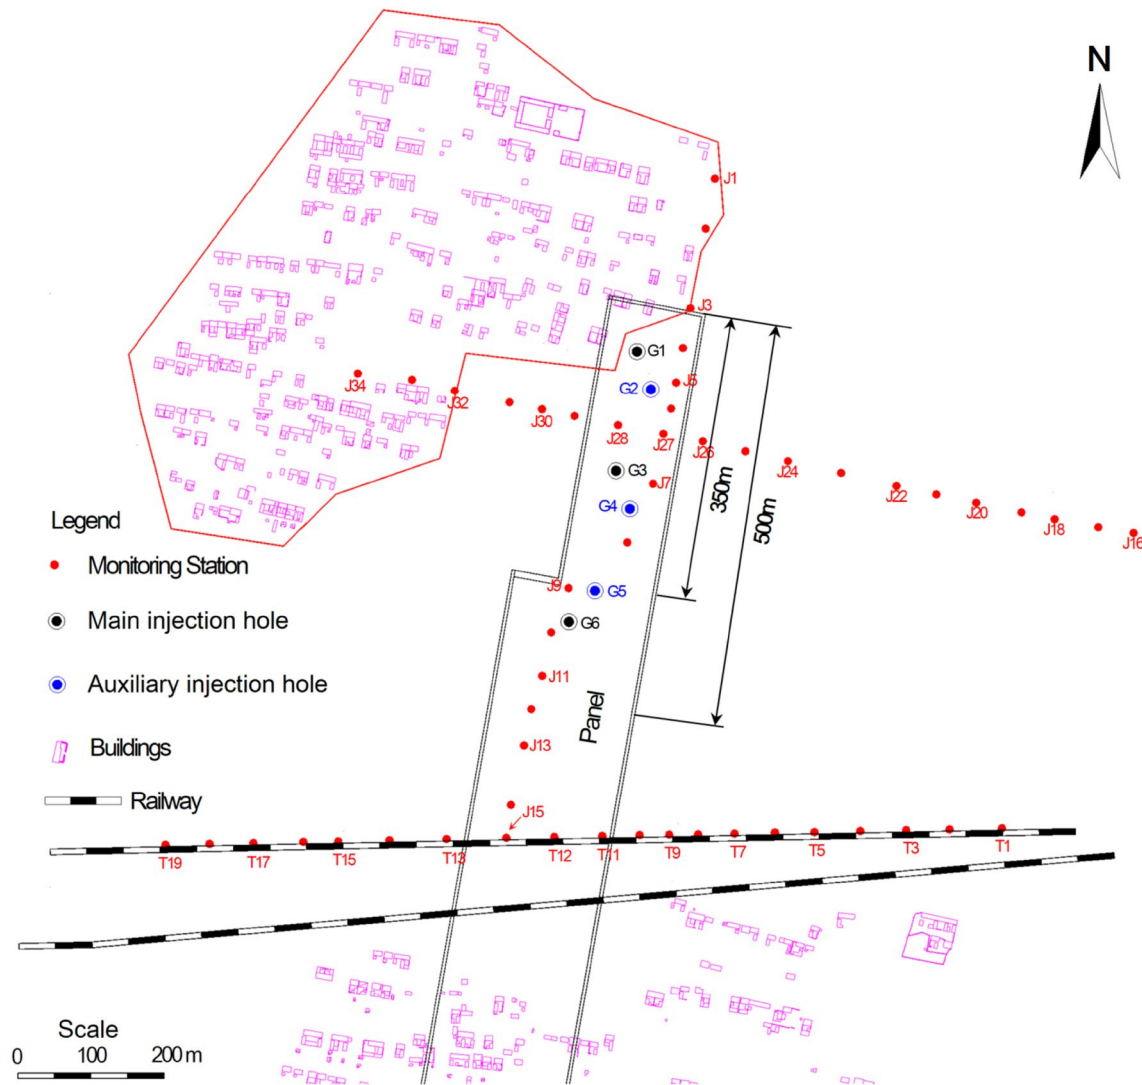 N
J1
J3
G1
J5
G2
J34
J32
J30
J28
J27
J26
J24
J22
J20
J18
J16
G3
J7
G4
350m
500m
J9
G5
G6
J11
Panel
J13
J15
Legend
Monitoring Station
Main injection hole
Auxiliary injection hole
Buildings
Railway
T19
T17
T15
T13
T12
T11
T9
T7
T5
T3
T1
Scale
0 100 200 m